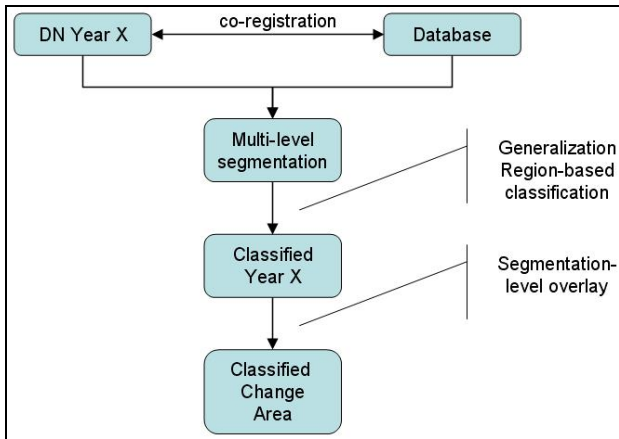 co-registration
DN Year X
Database
Multi-level
segmentation
Generalization
Region-based
classification
Classified
Year X
Segmentation-
level overlay
Classified
Change
Area